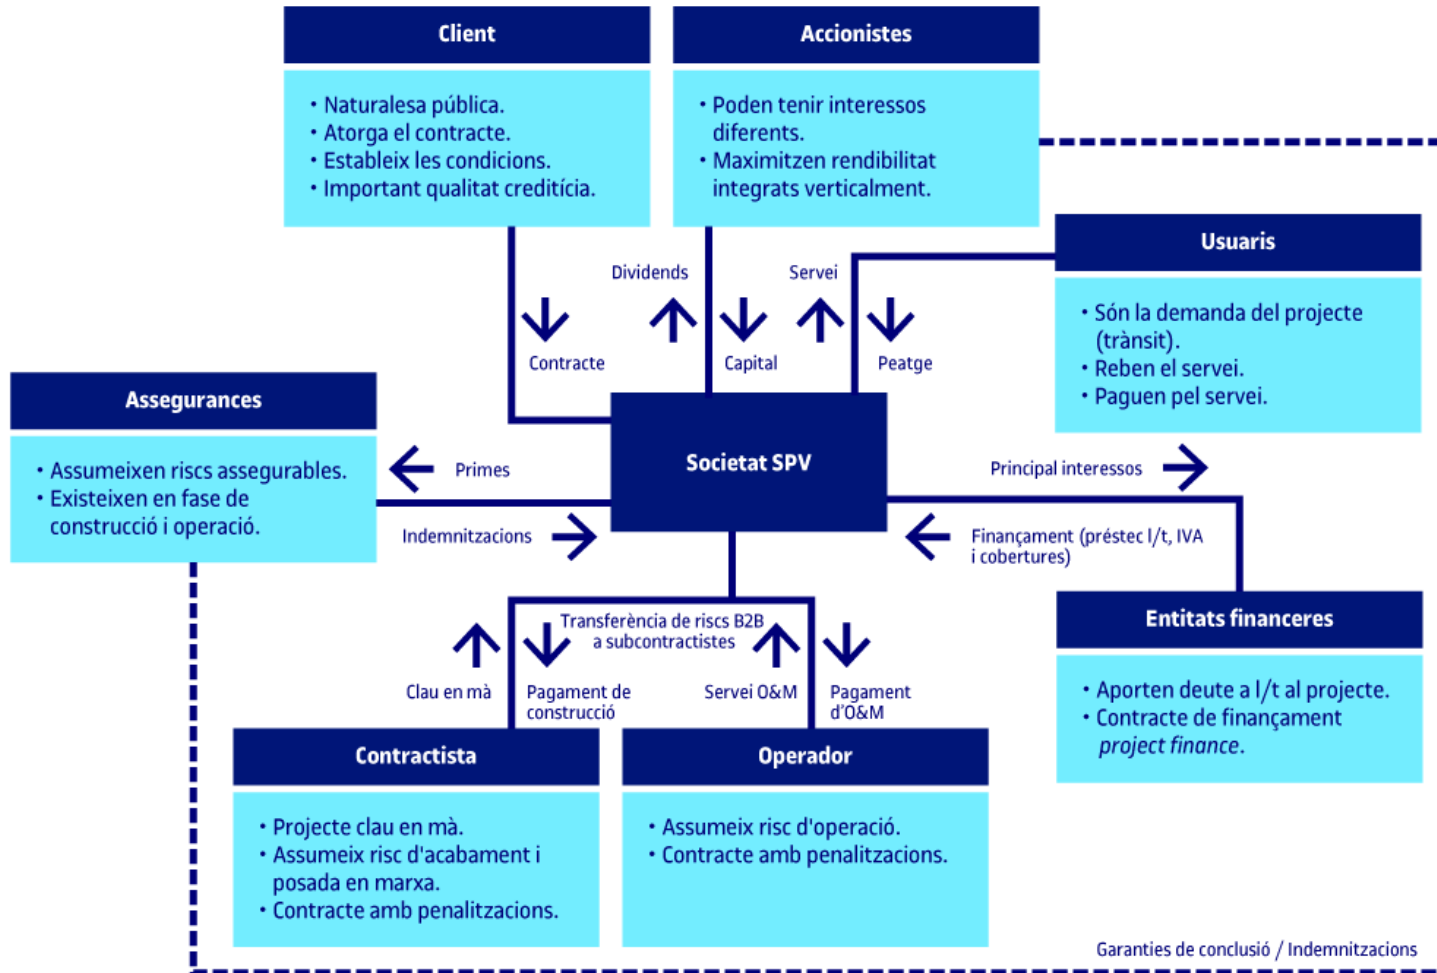 Client
• Naturalesa pública.
• Atorga el contracte.
• Estableix les condicions.
• Important qualitat creditícia.
Accionistes
• Poden tenir interessos
diferents.
• Maximitzen rendibilitat
integrats verticalment.
Usuaris
• Són la demanda del projecte
(trànsit).
• Reben el servei.
• Paguen pel servei.
Dividends
Servei
Contracte
Capital
Peatge
Assegurances
• Assumeixen riscs assegurables.
• Existeixen en fase de
construcció i operació.
Primes
Indemnitzacions
Societat SPV
Principal interessos
Finançament (préstec l/t, IVA
i cobertures)
Entitats financeres
• Aporten deute a l/t al projecte.
• Contracte de finançament
project finance.
Transferència de riscs B2B
a subcontractistes
Clau en mà
Pagament de
construcció
Servei O&M
Pagament
d'O&M
Contractista
• Projecte clau en mà.
• Assumeix risc d'acabament i
posada en marxa.
• Contracte amb penalitzacions.
Operador
• Assumeix risc d'operació.
• Contracte amb penalitzacions.
Garanties de conclusió / Indemnitzacions